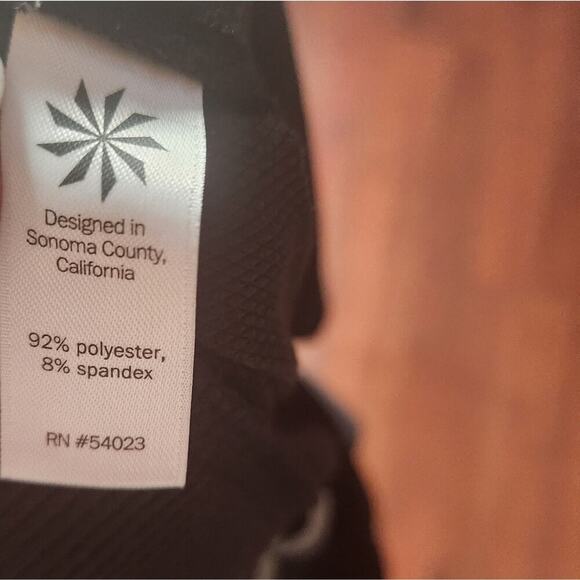 Designed in
Sonoma County,
California
92% polyester,
8% spandex
RN #54023